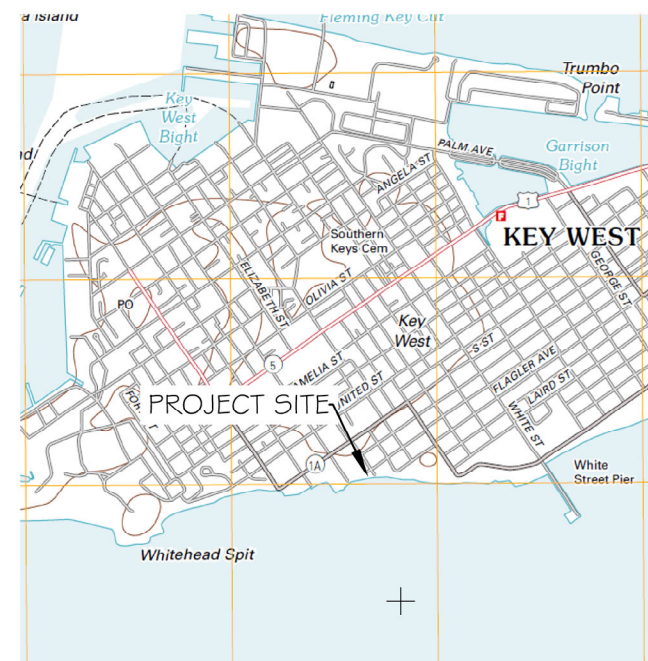 Fleming Key Cut
Trumbo
Point
Key
West
Bight
Garrison
Bight
PALM AVE
ANGELA ST
1
Southern
Keys Cem
KEY WEST
GEORGE ST
ELIZABETH ST
OLIVIA ST
PO
Key
West
S ST
5
UNITED ST
FLAGLER AVE
LAIRD ST
WHITE ST
PROJECT SITE
1A
White
Street Pier
Whitehead Spit